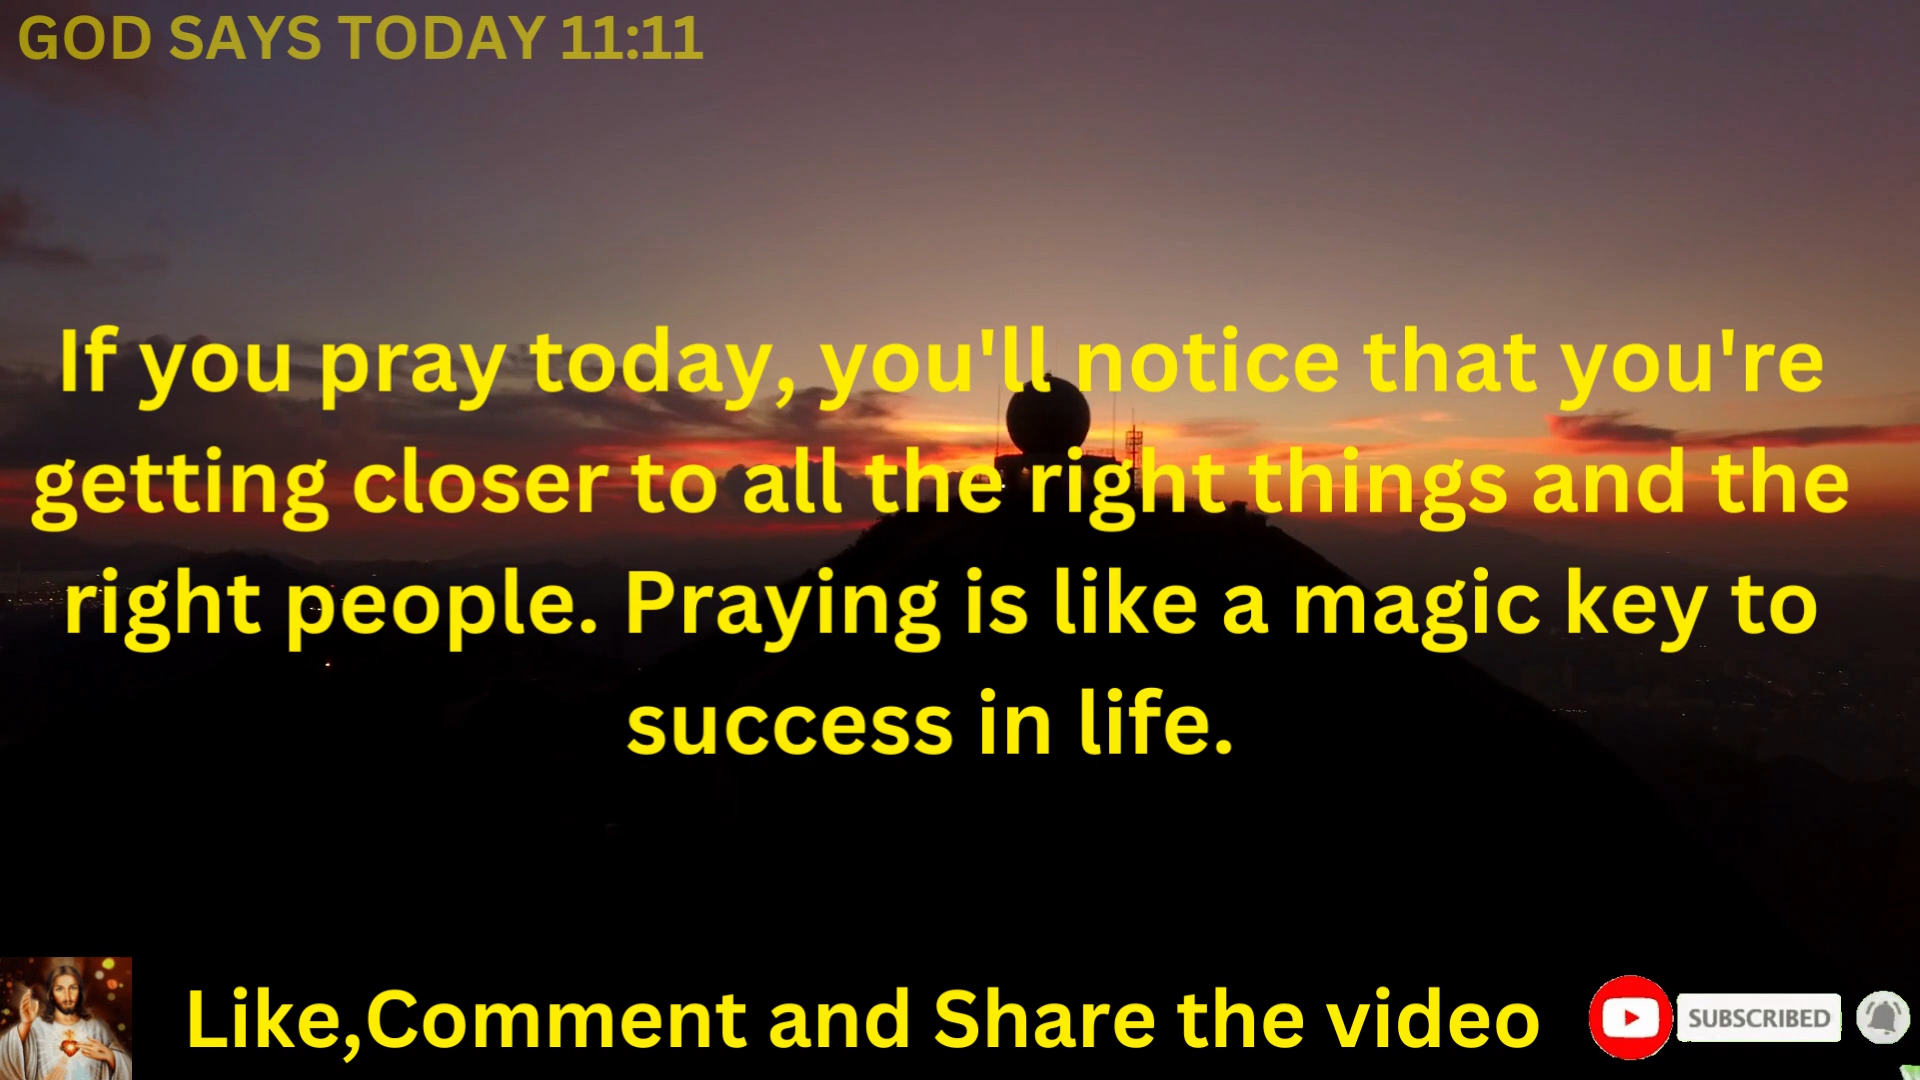 GOD SAYS TODAY 11:11
If you pray today, you'll notice that you're
getting closer to all the right things and the
right people. Praying is like a magic key to
success in life.
Like,Comment and Share the video
SUBSCRIBED